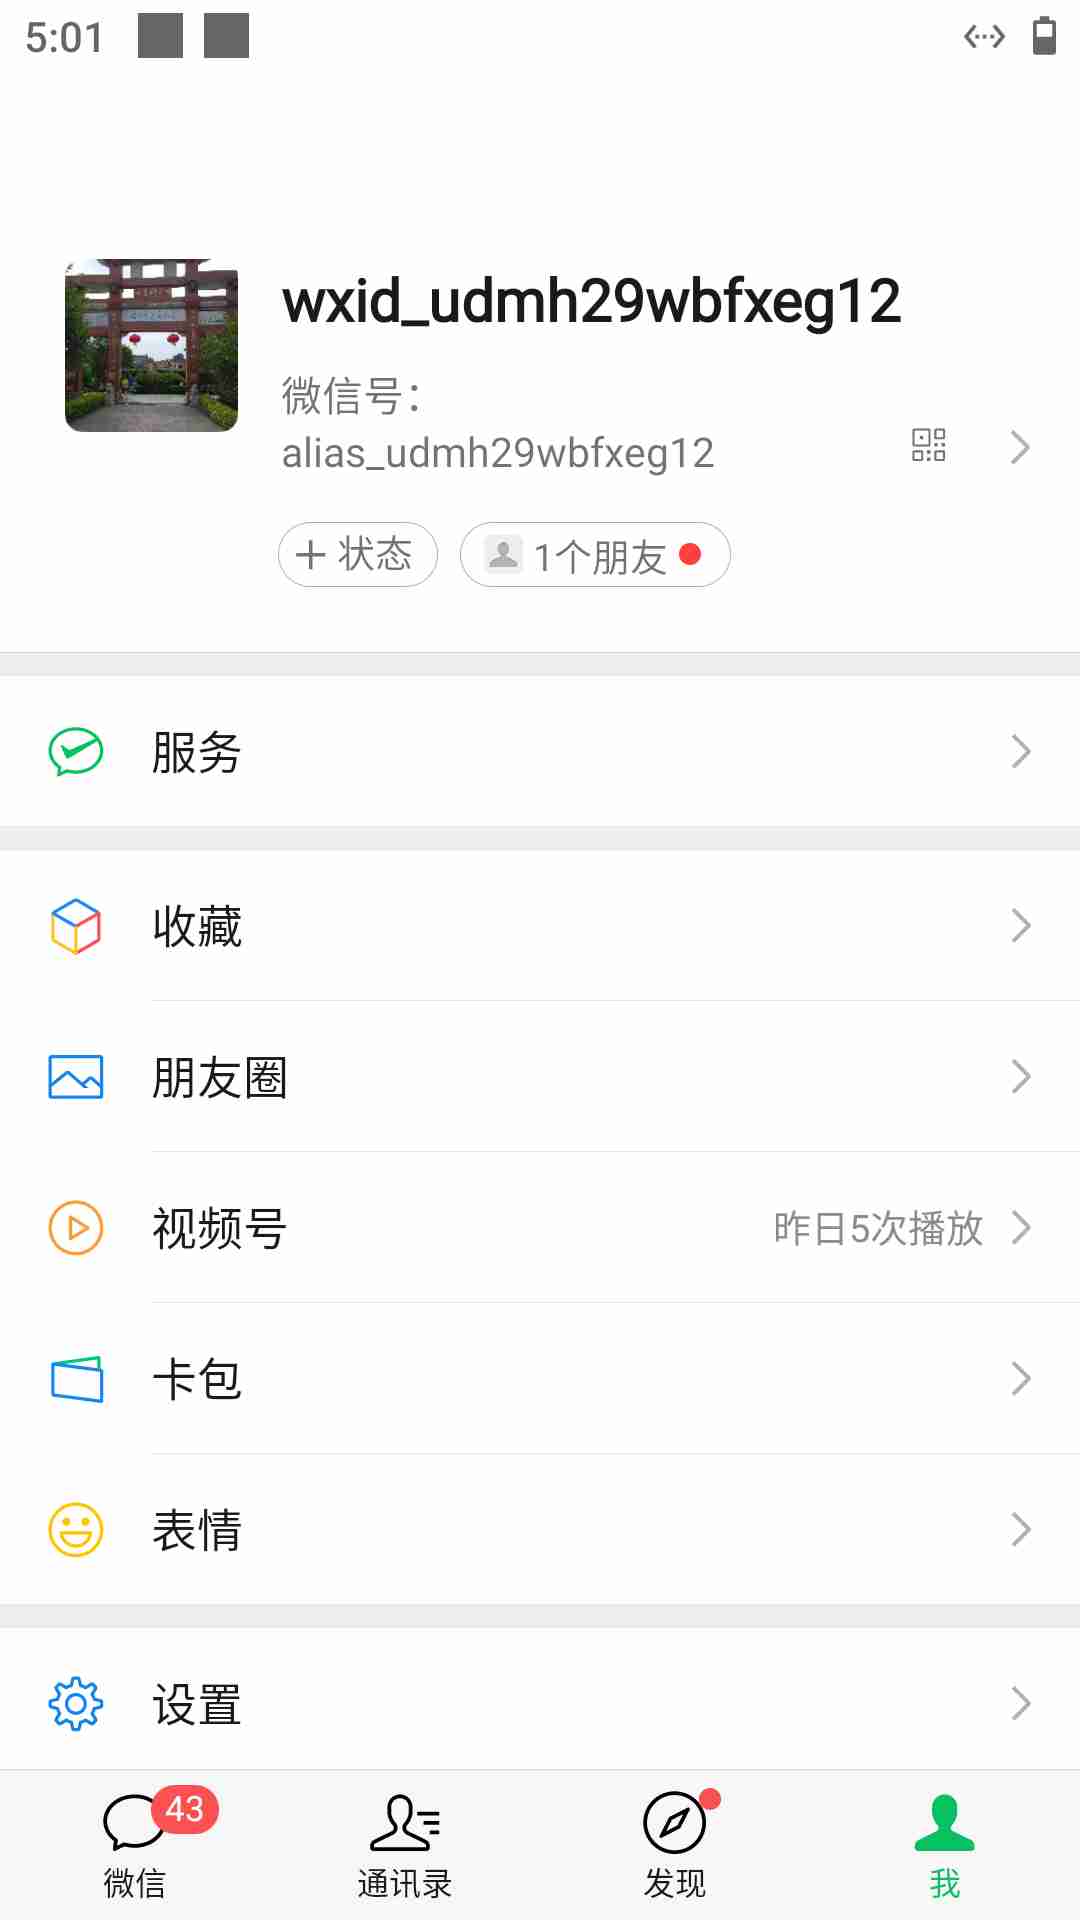 5:01
wxid_udmh29wbfxeg12
微信号：
alias_udmh29wbfxeg12
状态
1个朋友
服务
收藏
朋友圈
视频号
昨日5次播放
卡包
表情
设置
43
微信
通讯录
发现
我